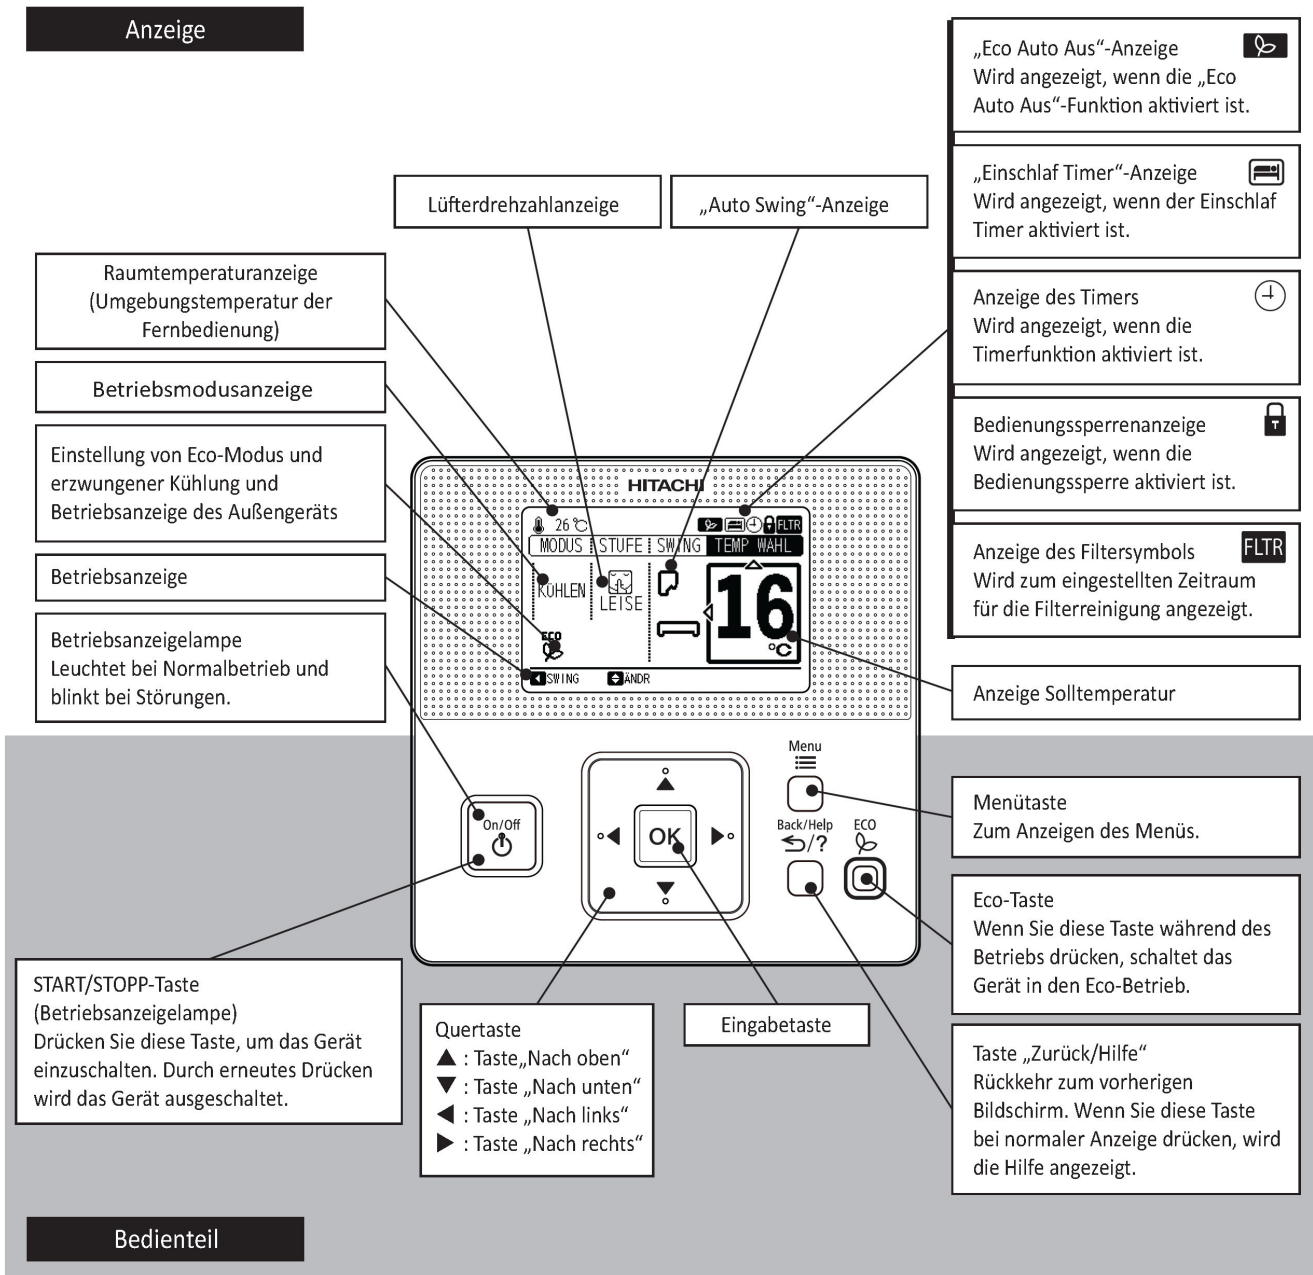 Anzeige
„Eco Auto Aus“-Anzeige
Wird angezeigt, wenn die „Eco
Auto Aus“-Funktion aktiviert ist.
„Einschlaf Timer“-Anzeige
Wird angezeigt, wenn der Einschlaf
Timer aktiviert ist.
Anzeige des Timers
Wird angezeigt, wenn die
Timerfunktion aktiviert ist.
Bedienungssperrenanzeige
Wird angezeigt, wenn die
Bedienungssperre aktiviert ist.
Anzeige des Filtersymbols FLTR
Wird zum eingestellten Zeitraum
für die Filterreinigung angezeigt.
Anzeige Solltemperatur
Lüfterdrehzahlanzeige
„Auto Swing“-Anzeige
Raumtemperaturanzeige
(Umgebungstemperatur der
Fernbedienung)
Betriebsmodusanzeige
Einstellung von Eco-Modus und
erzwungener Kühlung und
Betriebsanzeige des Außengeräts
Betriebsanzeige
Betriebsanzeigelampe
Leuchtet bei Normalbetrieb und
blinkt bei Störungen.
HITACHI
26 °C FLTR
MODUS STUFE SWING TEMP WAHL
KÜHLEN
LEISE
16
°C
ECO
SWING ÄNDR
On/Off
OK
Menu
Back/Help ECO
/?
START/STOPP-Taste
(Betriebsanzeigelampe)
Drücken Sie diese Taste, um das Gerät
einzuschalten. Durch erneutes Drücken
wird das Gerät ausgeschaltet.
Quertaste
▲ : Taste„Nach oben“
▼ : Taste „Nach unten“
◀ : Taste „Nach links“
▶ : Taste „Nach rechts“
Eingabetaste
Menütaste
Zum Anzeigen des Menüs.
Eco-Taste
Wenn Sie diese Taste während des
Betriebs drücken, schaltet das
Gerät in den Eco-Betrieb.
Taste „Zurück/Hilfe“
Rückkehr zum vorherigen
Bildschirm. Wenn Sie diese Taste
bei normaler Anzeige drücken, wird
die Hilfe angezeigt.
Bedienteil